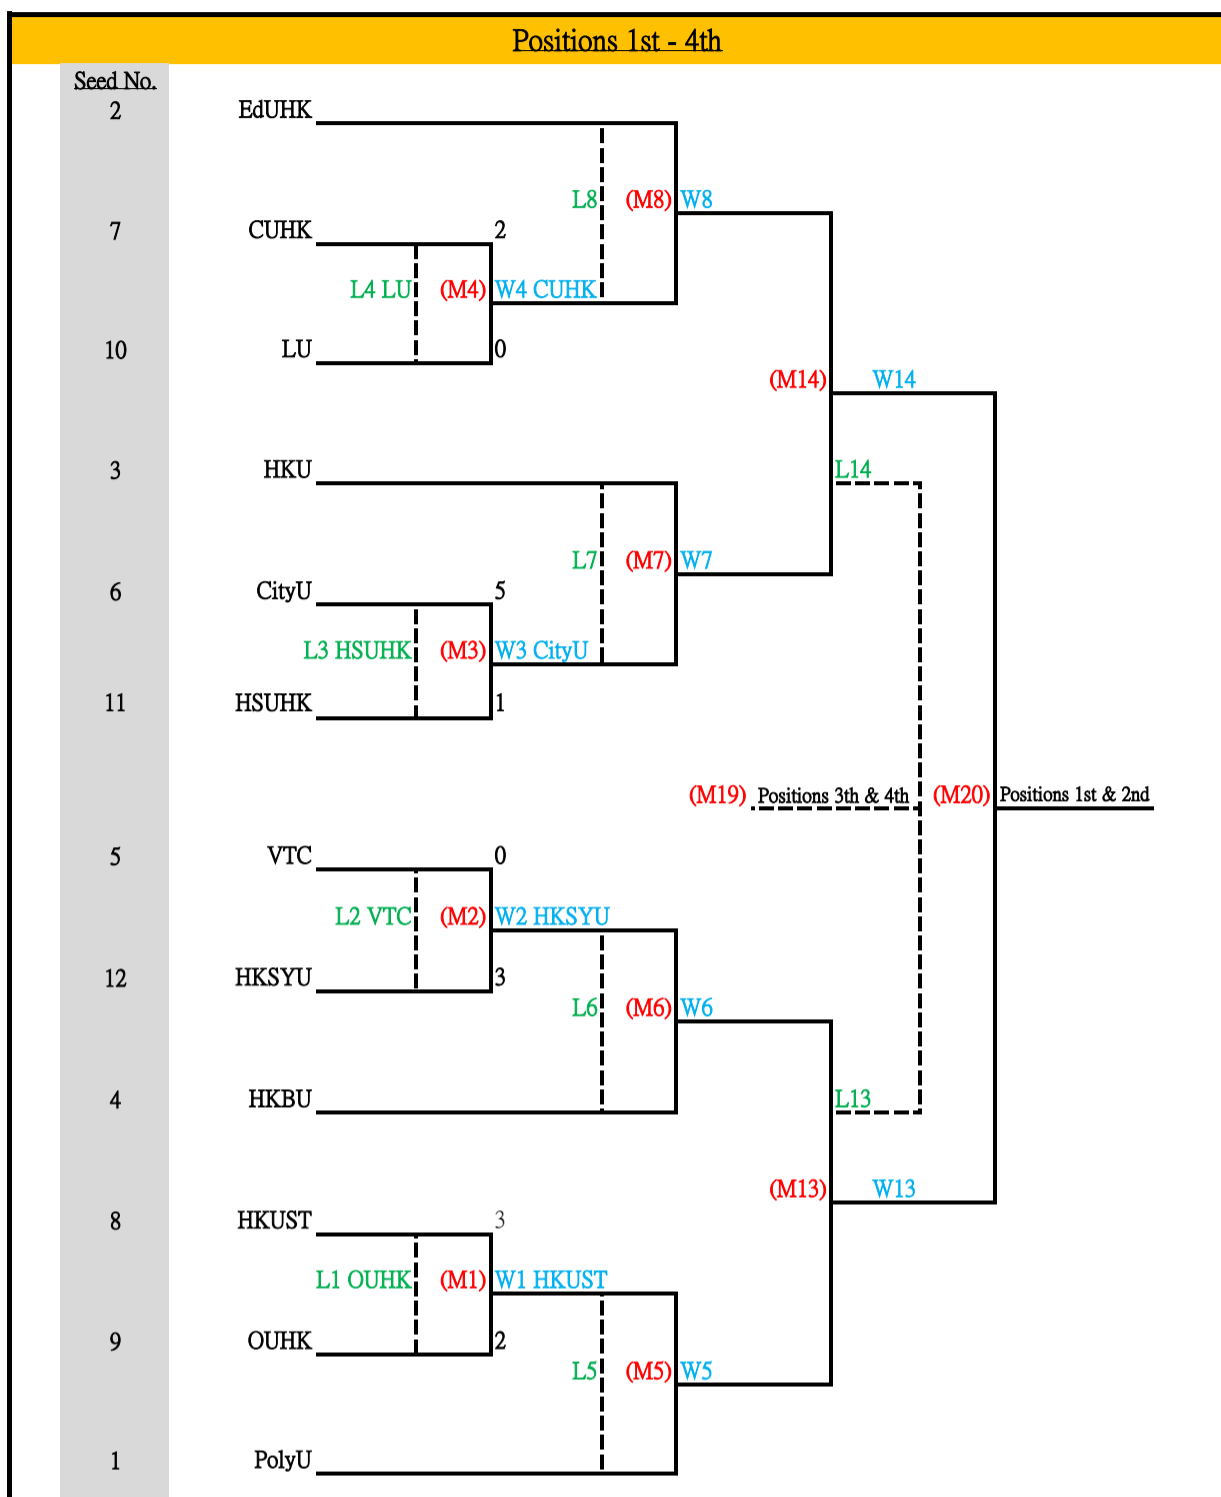 Positions 1st - 4th
Seed No.
2 EdUHK
L8 (M8) W8
7 CUHK 2
L4 LU (M4) W4 CUHK
10 LU 0
(M14) W14
3 HKU L14
L7 (M7) W7
6 CityU 5
L3 HSUHK (M3) W3 CityU
11 HSUHK 1
(M19) Positions 3th & 4th (M20) Positions 1st & 2nd
5 VTC 0
L2 VTC (M2) W2 HKSYU
12 HKSYU 3
L6 (M6) W6
4 HKBU L13
(M13) W13
8 HKUST 3
L1 OUHK (M1) W1 HKUST
9 OUHK 2
L5 (M5) W5
1 PolyU